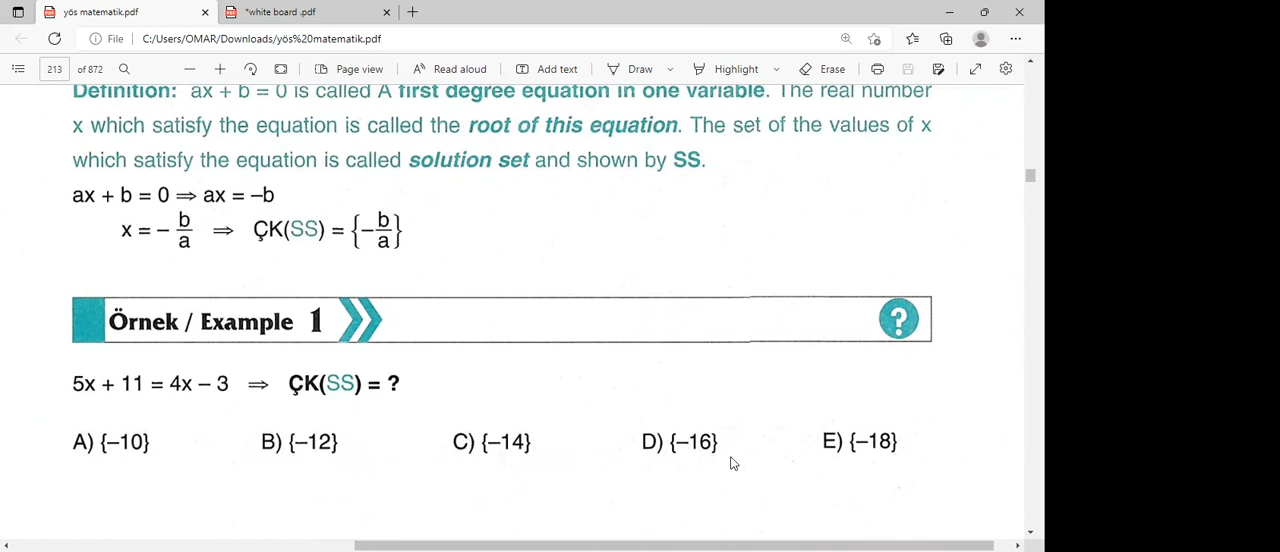 yös matematik.pdf
*white board .pdf
File
C:/Users/OMAR/Downloads/yös%20matematik.pdf
213 of 872
Page view
Read aloud
Add text
Draw
Highlight
Erase
Definition: ax + b = 0 is called A first degree equation in one variable. The real number
x which satisfy the equation is called the root of this equation. The set of the values of x
which satisfy the equation is called solution set and shown by SS.
ax + b = 0 ⇒ ax = –b
x = – b/a ⇒ ÇK(SS) = {– b/a}
Örnek / Example 1
?
5x + 11 = 4x – 3 ⇒ ÇK(SS) = ?
A) {–10} B) {–12} C) {–14} D) {–16} E) {–18}